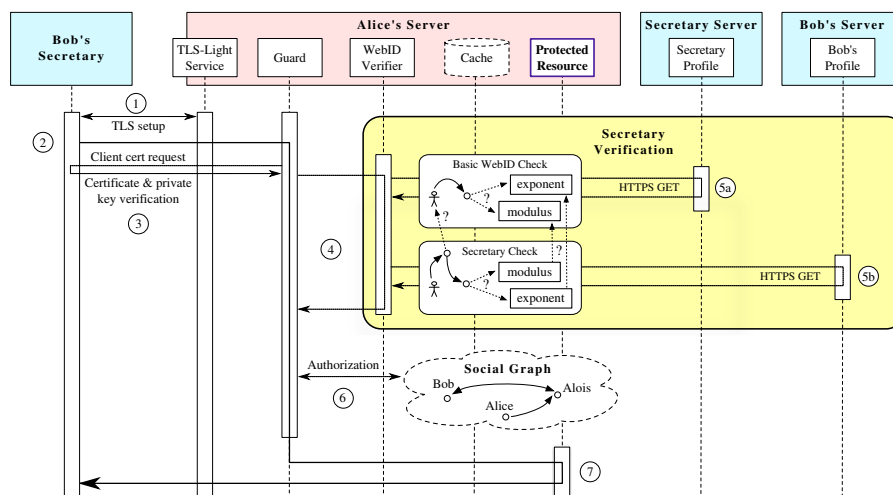 Bob's
Secretary
Alice's Server
TLS-Light
Service
Guard
WebID
Verifier
Cache
Protected
Resource
Secretary Server
Secretary
Profile
Bob's Server
Bob's
Profile
1
TLS setup
2
Client cert request
Certificate & private
key verification
3
4
Secretary
Verification
Basic WebID Check
exponent
?
modulus
HTTPS GET
5a
?
?
Secretary Check
modulus
?
exponent
HTTPS GET
5b
Authorization
6
Social Graph
Bob
Alois
Alice
7